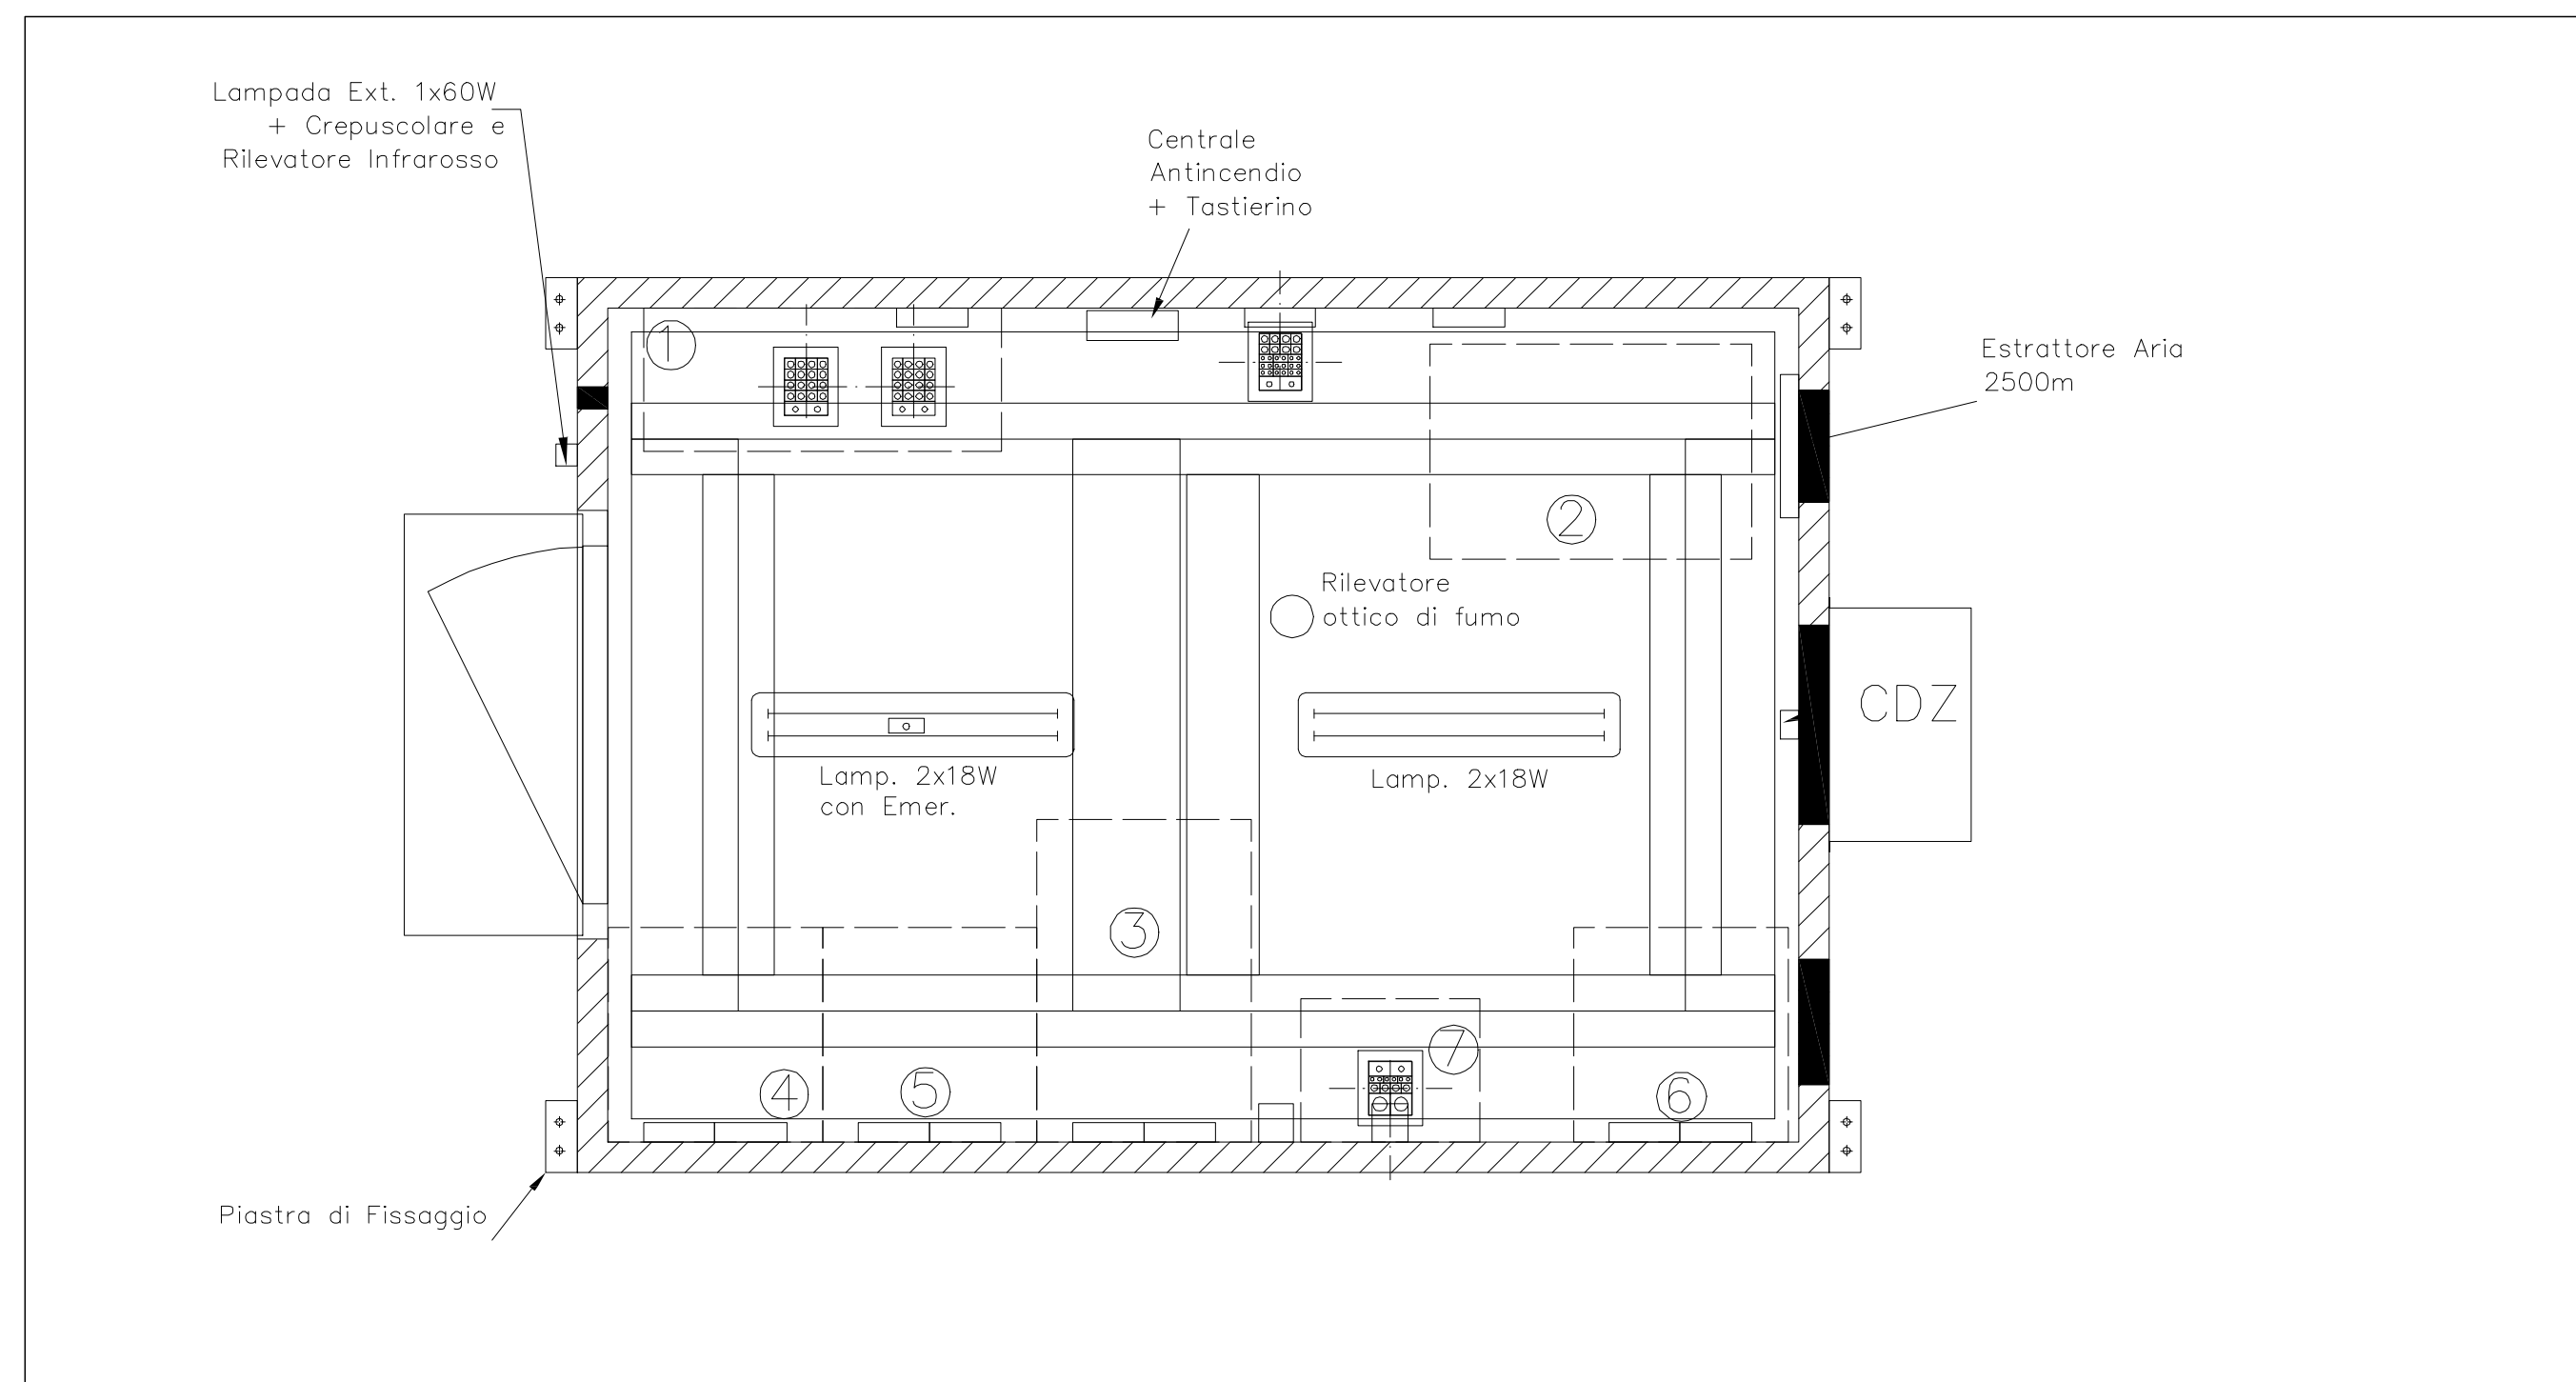 Lampada Ext. 1x60W
+ Crepuscolare e
Rilevatore Infrarosso
Centrale
Antincendio
+ Tastierino
Estrattore Aria
2500m
1
2
Rilevatore
ottico di fumo
CDZ
Lamp. 2x18W
con Emer.
Lamp. 2x18W
3
7
4
5
6
Piastra di Fissaggio